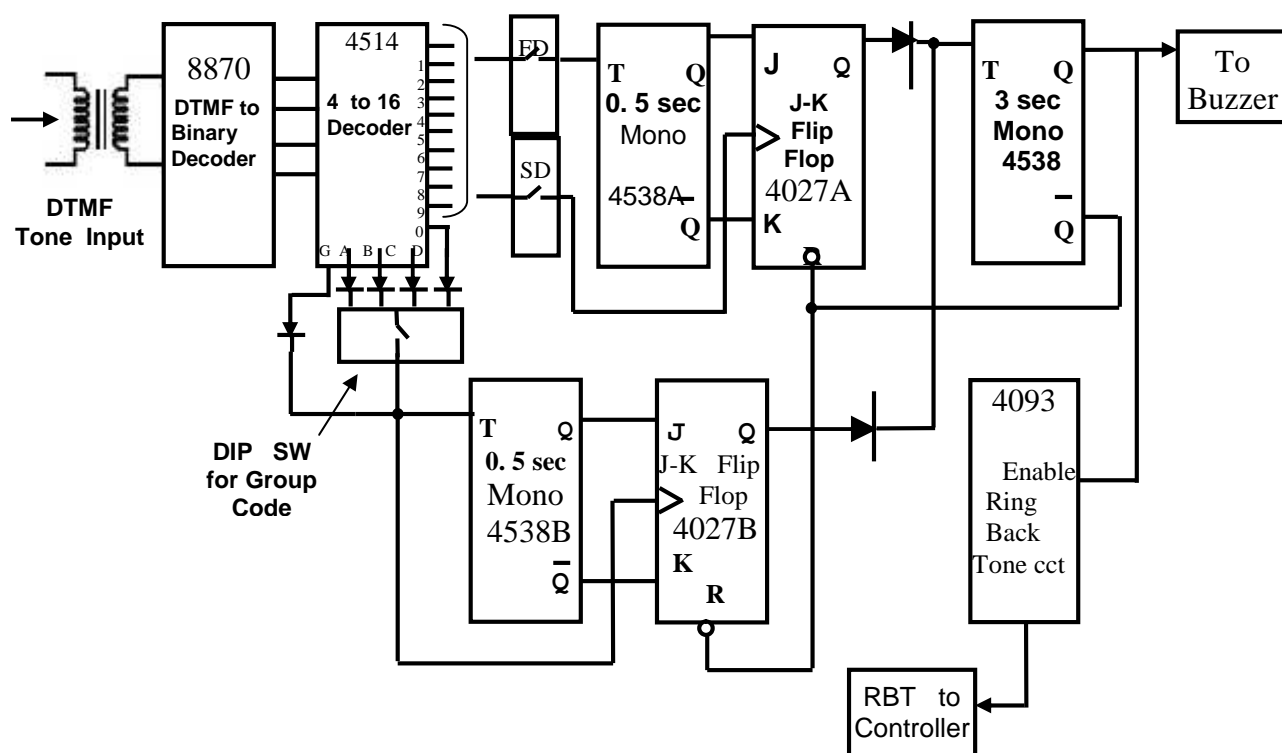 DTMF
Tone Input
8870
DTMF to
Binary
Decoder
4514
4 to 16
Decoder
1
2
3
4
5
6
7
8
9
0
G A B C D
DIP SW
for Group
Code
FD
SD
T Q
0. 5 sec
Mono
4538A
Q
J Q
J-K
Flip
Flop
4027A
K
R
T Q
3 sec
Mono
4538
Q
To
Buzzer
T Q
0. 5 sec
Mono
4538B
Q
J Q
J-K Flip
Flop
4027B
K
R
4093
Enable
Ring
Back
Tone cct
RBT to
Controller